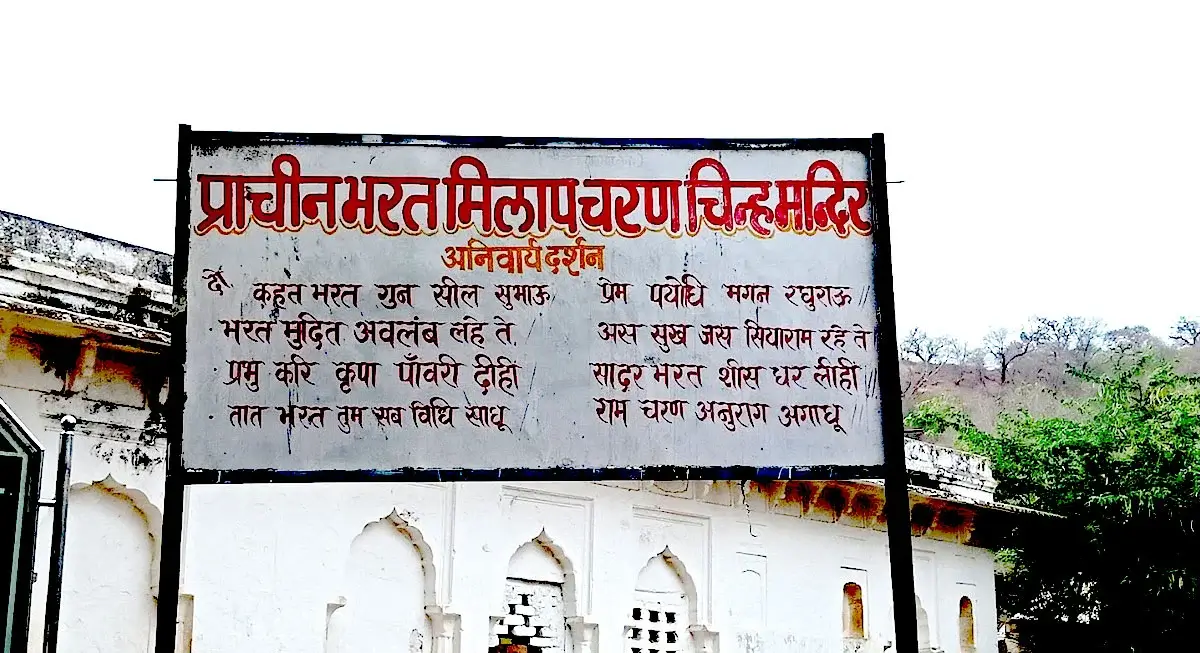 प्राचीन भरत मिलाप चरण चिन्ह मन्दिर
अनिवार्य दर्शन
दो कहत भरत गुन सील सुभाऊ प्रेम पयोधि मगन रघुराऊ //
भरत मुदित अवलंब लहे ते / अस सुख जस सियाराम रहे ते
प्रभु करि कृपा पाँवरी दीहीं / सादर भरत शीस धर लीहीं //
तात भरत तुम सब विधि साधू / राम चरण अनुराग अगाधू //